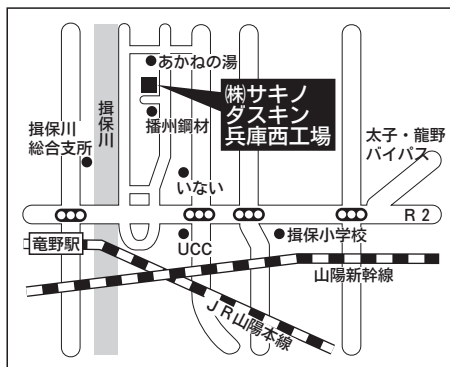 あかねの湯
㈱サキノ
ダスキン
兵庫西工場
揖保川
播州鋼材
揖保川
総合支所
太子・龍野
バイパス
いない
R2
竜野駅
UCC
揖保小学校
山陽新幹線
JR山陽本線